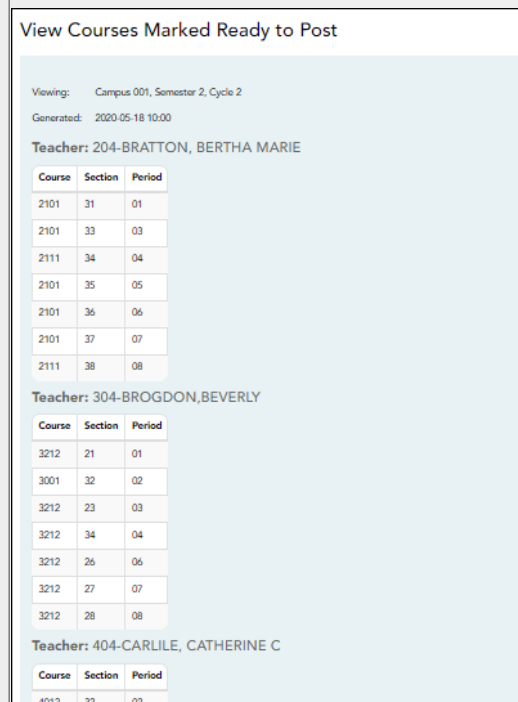 View Courses Marked Ready to Post
Viewing: Campus 001, Semester 2, Cycle 2
Generated: 2020-05-18 10:00
Teacher: 204-BRATTON, BERTHA MARIE
Course Section Period
2101 31 01
2101 33 03
2111 34 04
2101 35 05
2101 36 06
2101 37 07
2111 38 08
Teacher: 304-BROGDON,BEVERLY
Course Section Period
3212 21 01
3001 32 02
3212 23 03
3212 34 04
3212 26 06
3212 27 07
3212 28 08
Teacher: 404-CARLILE, CATHERINE C
Course Section Period